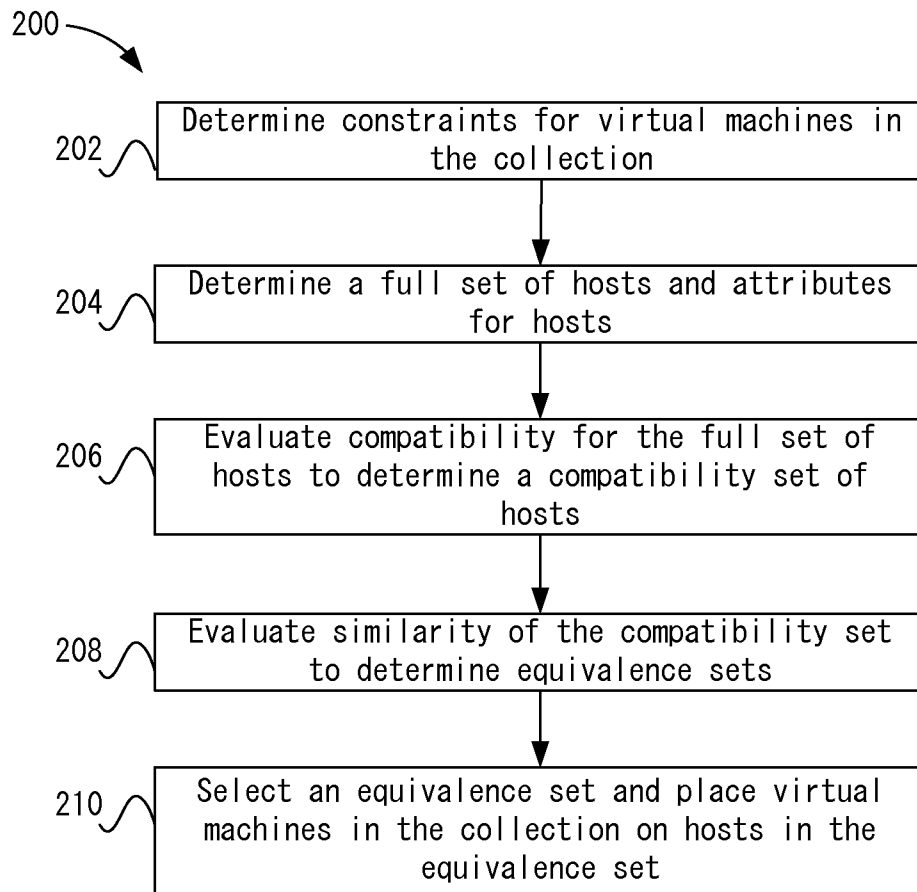 200
202
Determine constraints for virtual machines in
the collection
204
Determine a full set of hosts and attributes
for hosts
206
Evaluate compatibility for the full set of
hosts to determine a compatibility set of
hosts
208
Evaluate similarity of the compatibility set
to determine equivalence sets
210
Select an equivalence set and place virtual
machines in the collection on hosts in the
equivalence set